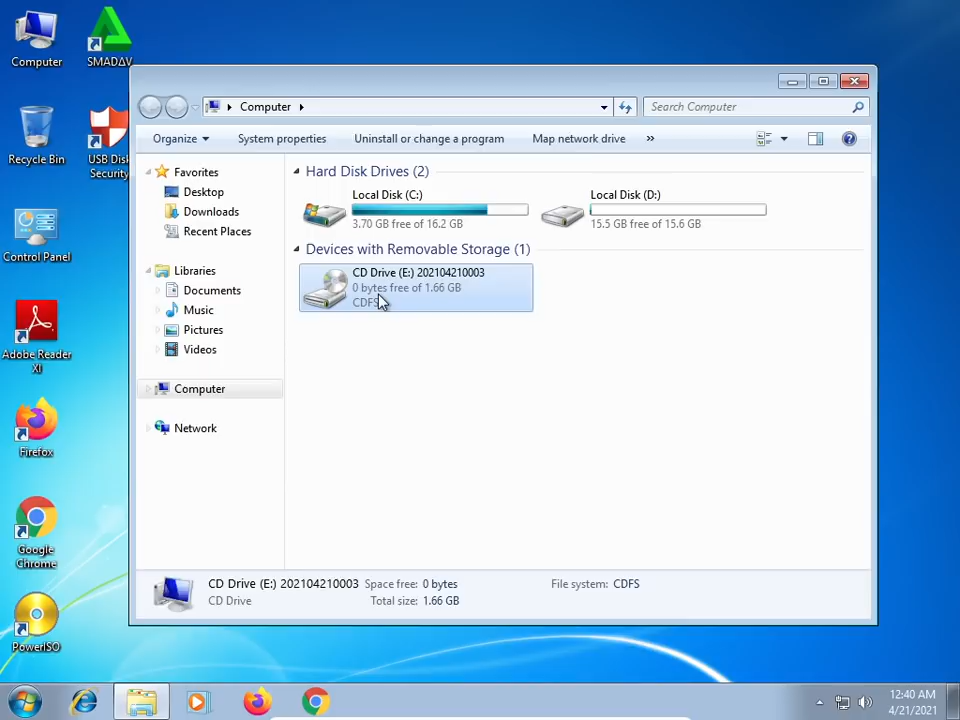 Computer
SMADΔV
Recycle Bin
USB Disk
Security
Control Panel
Adobe Reader
XI
Firefox
Google
Chrome
PowerISO
Computer
Search Computer
Organize
System properties
Uninstall or change a program
Map network drive
»
Favorites
Desktop
Downloads
Recent Places
Libraries
Documents
Music
Pictures
Videos
Computer
Network
Hard Disk Drives (2)
Local Disk (C:)
3.70 GB free of 16.2 GB
Local Disk (D:)
15.5 GB free of 15.6 GB
Devices with Removable Storage (1)
CD Drive (E:) 202104210003
0 bytes free of 1.66 GB
CDFS
CD Drive (E:) 202104210003 Space free: 0 bytes File system: CDFS
CD Drive Total size: 1.66 GB
12:40 AM
4/21/2021